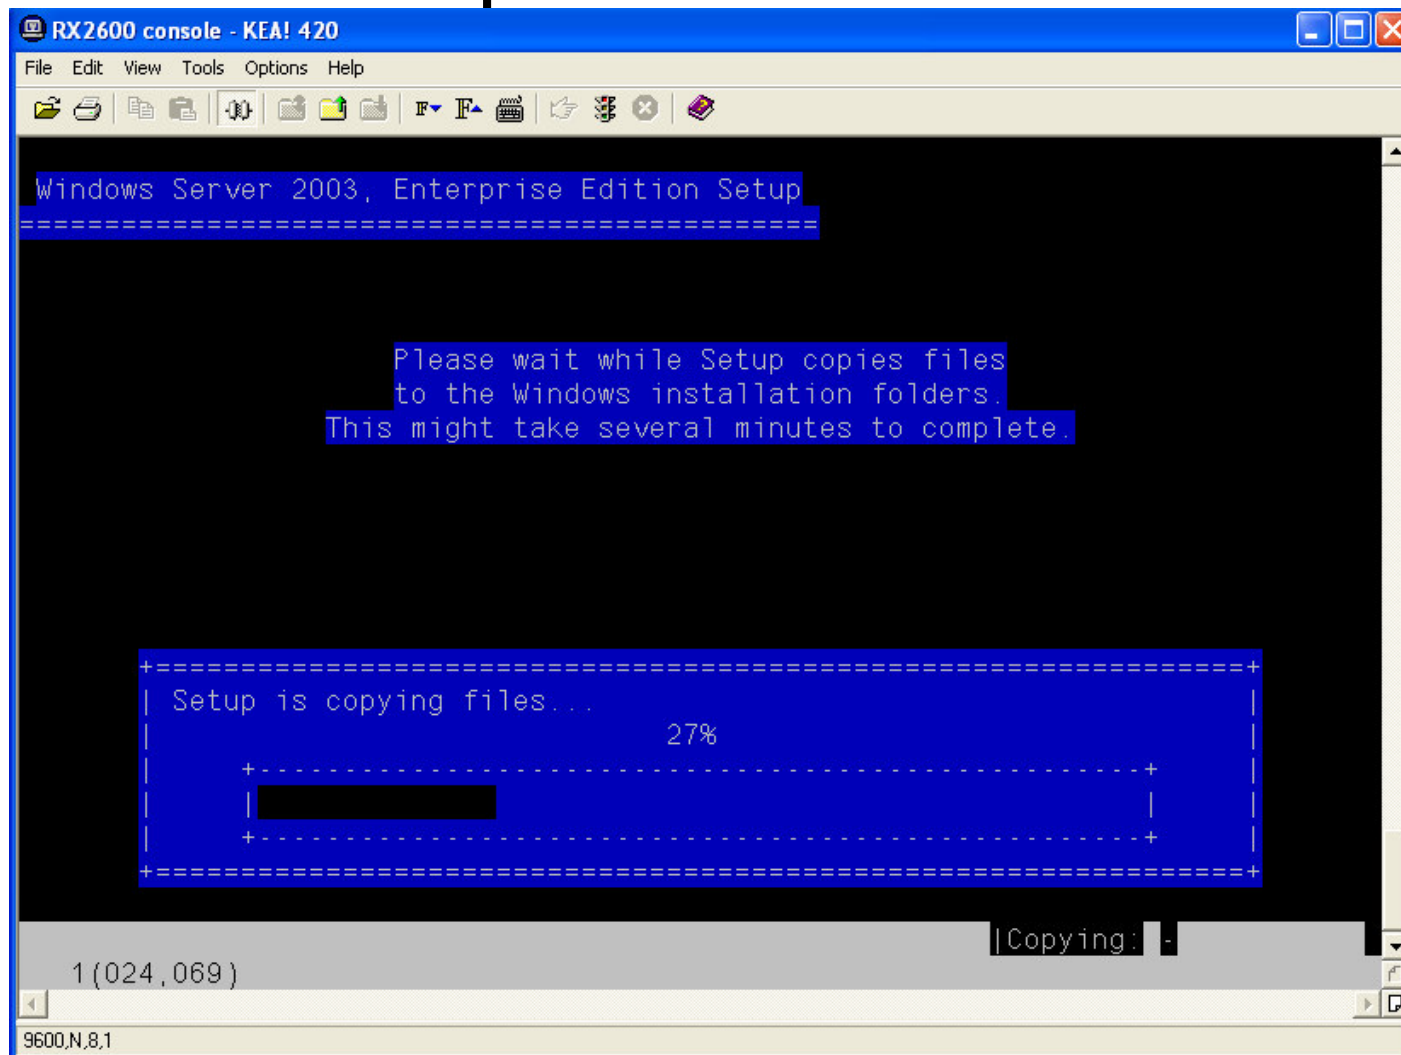 RX2600 console - KEA! 420
File Edit View Tools Options Help
Windows Server 2003, Enterprise Edition Setup
===============================================
Please wait while Setup copies files
to the Windows installation folders.
This might take several minutes to complete.
+================================================================+
| Setup is copying files... |
| 27% |
| +----------------------------------------------------+ |
| | | |
| +----------------------------------------------------+ |
+================================================================+
|Copying: -
1(024,069)
9600,N,8,1